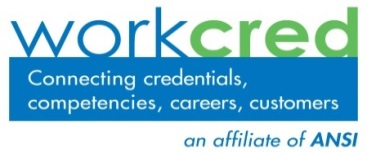 workcred
Connecting credentials,
competencies, careers, customers
an affiliate of ANSI